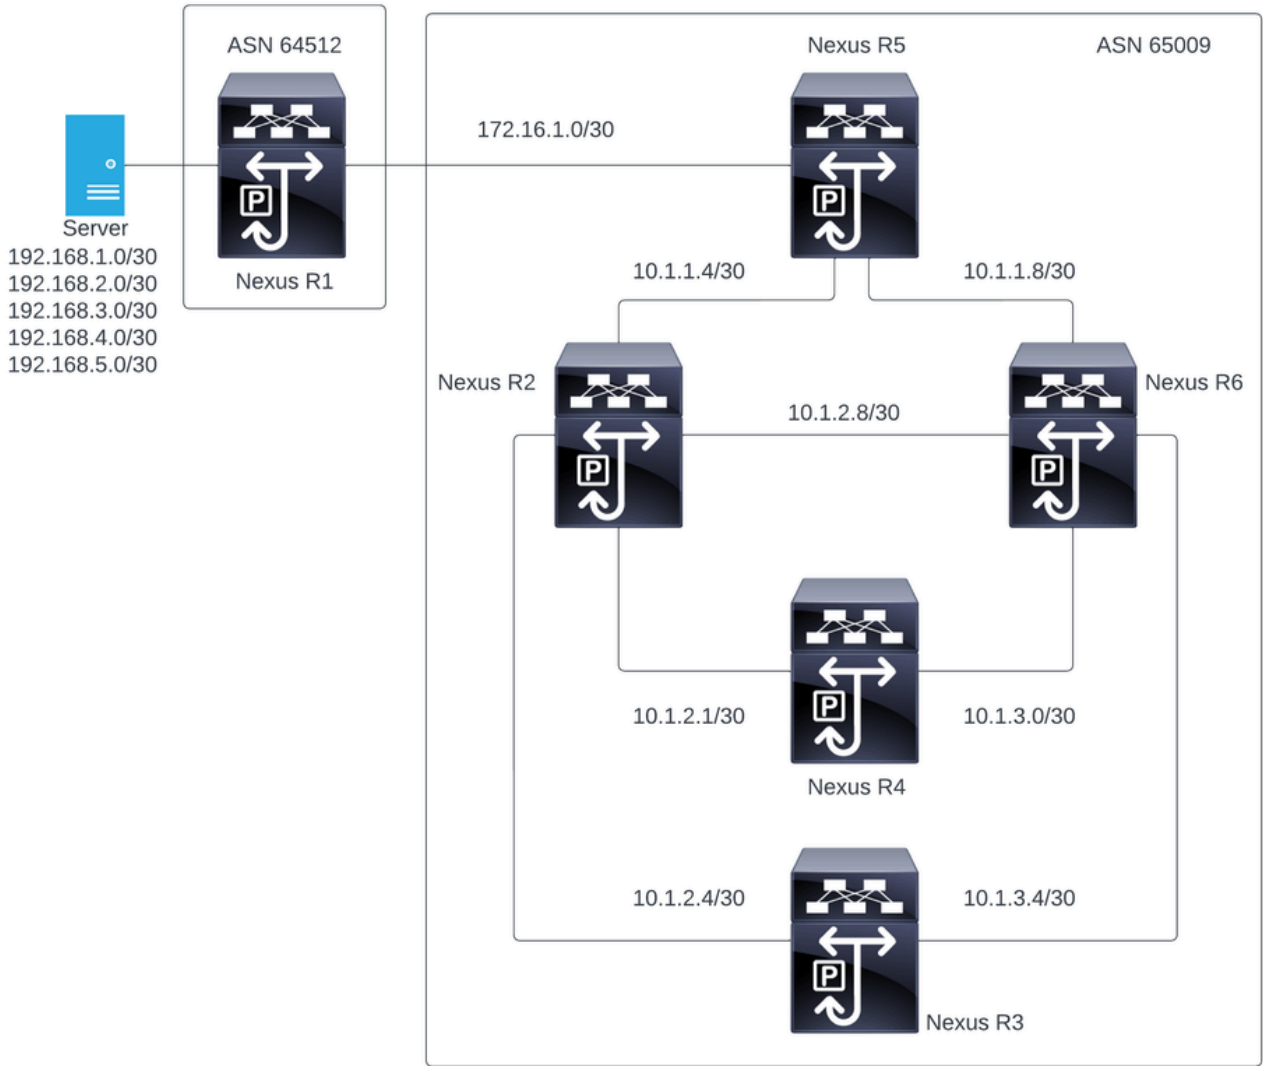 ASN 64512
Nexus R5
ASN 65009
172.16.1.0/30
P
P
Server
192.168.1.0/30
192.168.2.0/30
192.168.3.0/30
192.168.4.0/30
192.168.5.0/30
Nexus R1
10.1.1.4/30
10.1.1.8/30
Nexus R2
Nexus R6
10.1.2.8/30
P
P
10.1.2.1/30
P
10.1.3.0/30
Nexus R4
10.1.2.4/30
10.1.3.4/30
P
Nexus R3